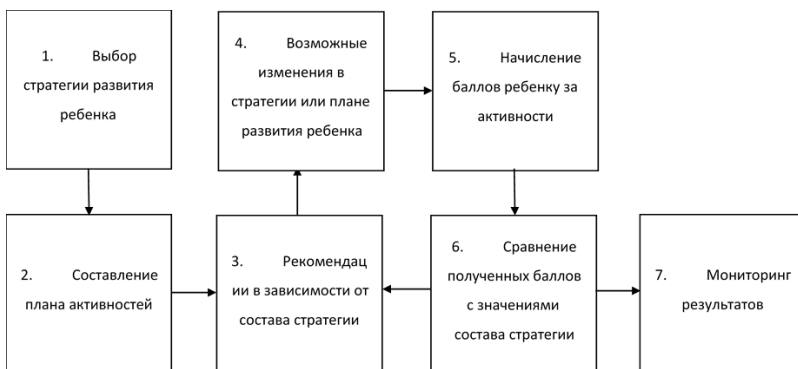 1. Выбор
стратегии развития
ребенка
4. Возможные
изменения в
стратегии или плане
развития ребенка
5. Начисление
баллов ребенку за
активности
2. Составление
плана активностей
3. Рекомендац
ии в зависимости от
состава стратегии
6. Сравнение
полученных баллов
с значениями
состава стратегии
7. Мониторинг
результатов